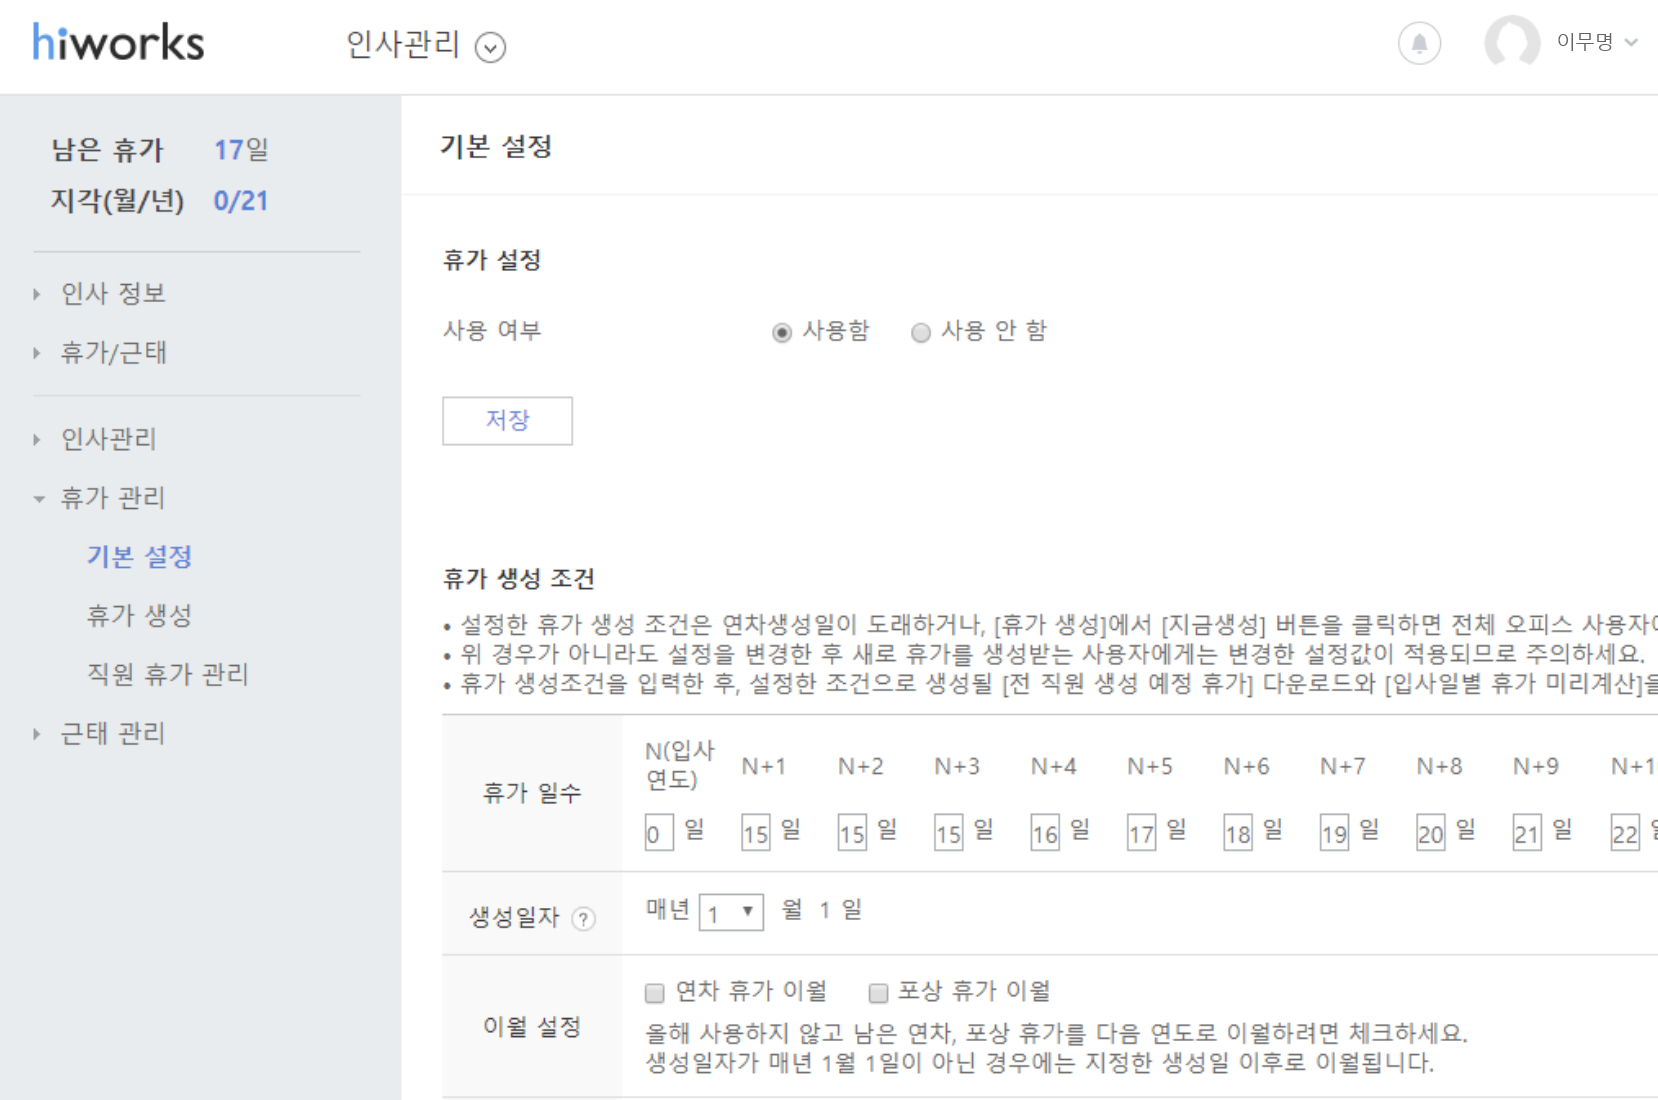 hiworks
인사관리
이무명
남은 휴가 17일
지각(월/년) 0/21
인사 정보
휴가/근태
인사관리
휴가 관리
기본 설정
휴가 생성
직원 휴가 관리
근태 관리
기본 설정
휴가 설정
사용 여부 사용함 사용 안 함
저장
휴가 생성 조건
• 설정한 휴가 생성 조건은 연차생성일이 도래하거나, [휴가 생성]에서 [지금생성] 버튼을 클릭하면 전체 오피스
• 위 경우가 아니라도 설정을 변경한 후 새로 휴가를 생성받는 사용자에게는 변경한 설정값이 적용되므로 주의하세요.
• 휴가 생성조건을 입력한 후, 설정한 조건으로 생성될 [전 직원 생성 예정 휴가] 다운로드와 [입사일별 휴가 미리계산]을
휴가 일수
N(입사 연도) N+1 N+2 N+3 N+4 N+5 N+6 N+7 N+8 N+9
0 일 15 일 15 일 15 일 16 일 17 일 18 일 19 일 20 일 21 일 22
생성일자 ? 매년 1 월 1 일
이월 설정
연차 휴가 이월 포상 휴가 이월
올해 사용하지 않고 남은 연차, 포상 휴가를 다음 연도로 이월하려면 체크하세요.
생성일자가 매년 1월 1일이 아닌 경우에는 지정한 생성일 이후로 이월됩니다.